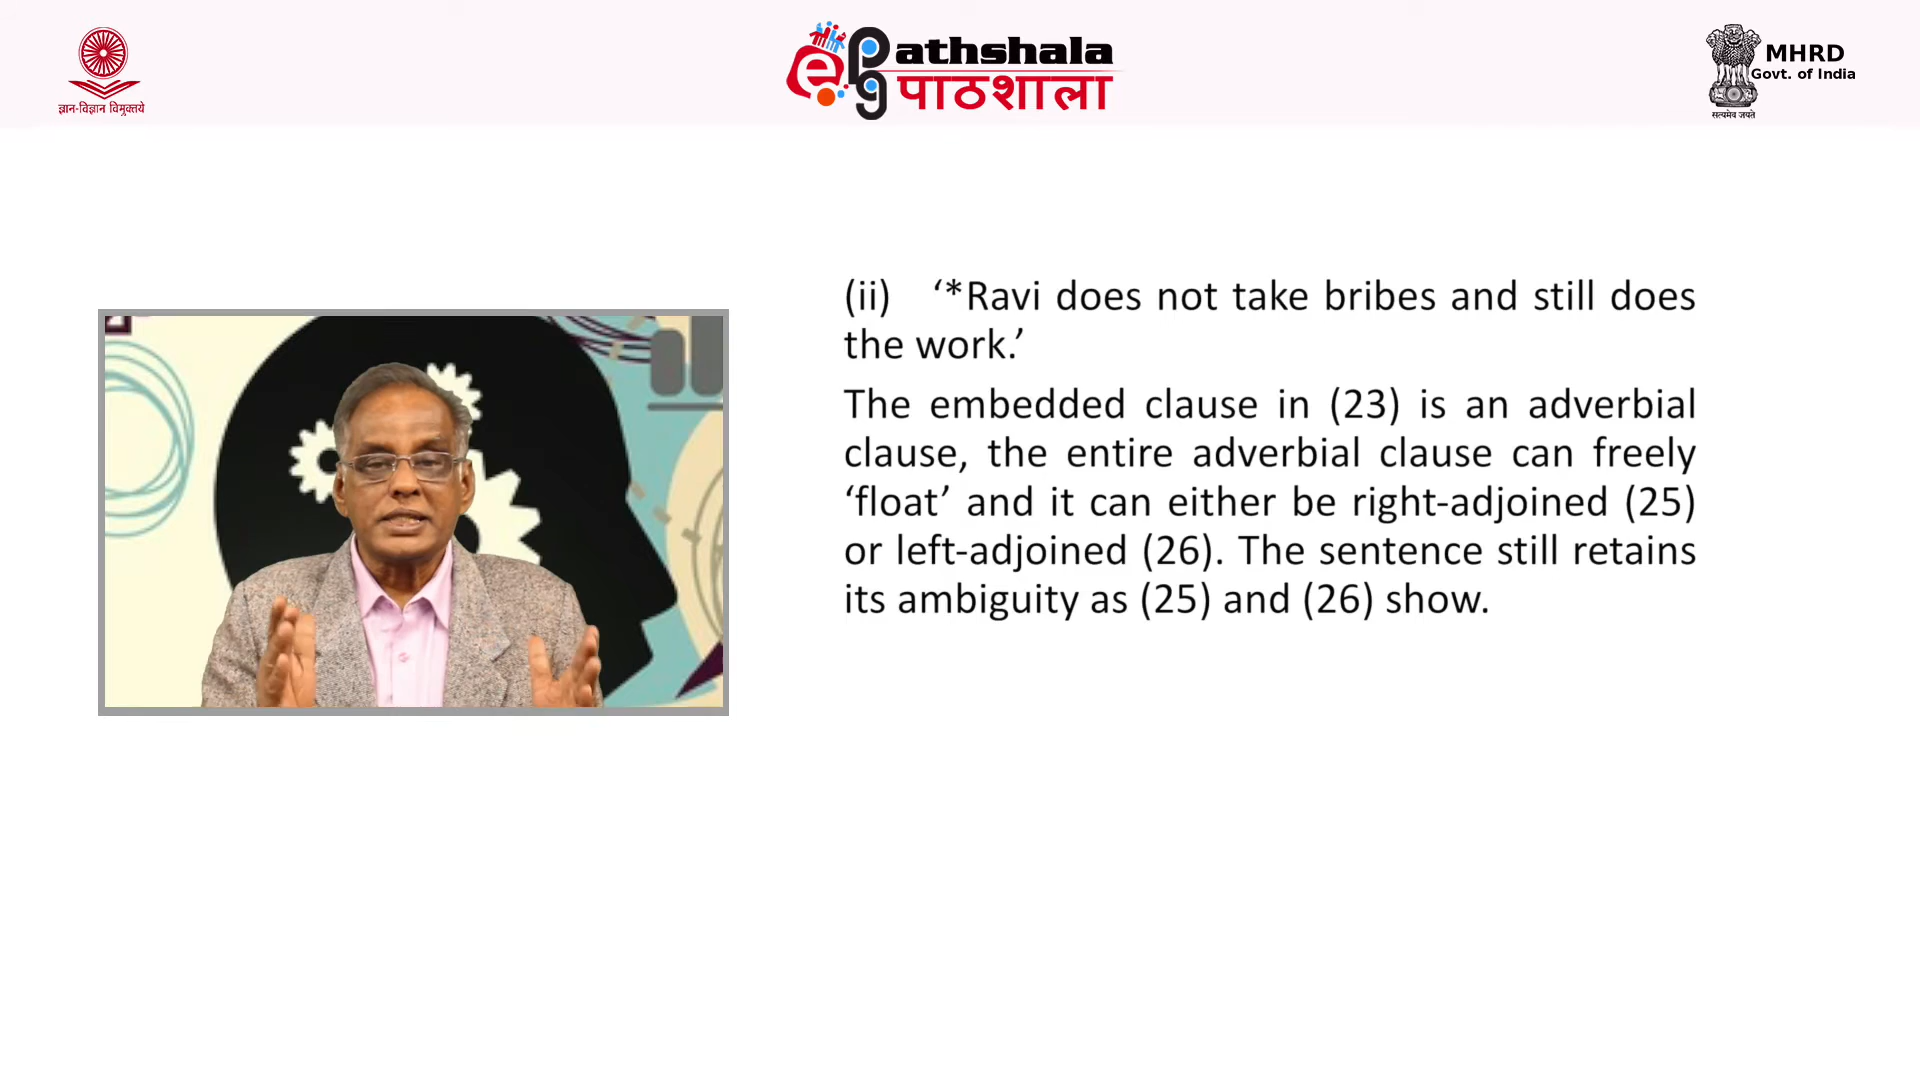 ज्ञान-विज्ञान विमुक्तये
ePg athshala
पाठशाला
MHRD
Govt. of India
सत्यमेव जयते
(ii) ‘*Ravi does not take bribes and still does
the work.’
The embedded clause in (23) is an adverbial
clause, the entire adverbial clause can freely
‘float’ and it can either be right-adjoined (25)
or left-adjoined (26). The sentence still retains
its ambiguity as (25) and (26) show.